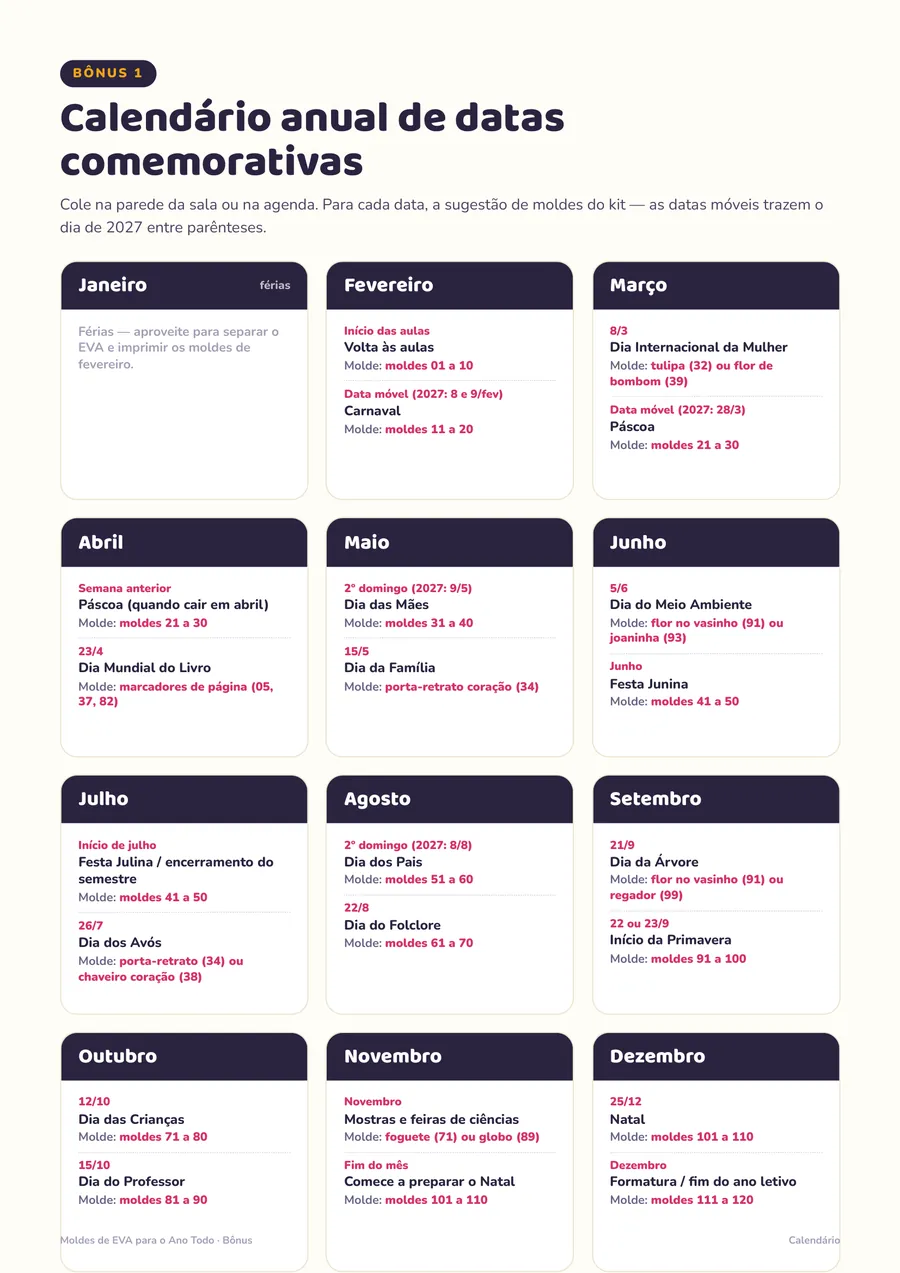 BÔNUS 1
Calendário anual de datas
comemorativas
Cole na parede da sala ou na agenda. Para cada data, a sugestão de moldes do kit — as datas móveis trazem o
dia de 2027 entre parênteses.
Janeiro
férias
Férias — aproveite para separar o
EVA e imprimir os moldes de
fevereiro.
Fevereiro
Início das aulas
Volta às aulas
Molde: moldes 01 a 10
Data móvel (2027: 8 e 9/fev)
Carnaval
Molde: moldes 11 a 20
Março
8/3
Dia Internacional da Mulher
Molde: tulipa (32) ou flor de
bombom (39)
Data móvel (2027: 28/3)
Páscoa
Molde: moldes 21 a 30
Abril
Semana anterior
Páscoa (quando cair em abril)
Molde: moldes 21 a 30
23/4
Dia Mundial do Livro
Molde: marcadores de página (05,
37, 82)
Maio
2º domingo (2027: 9/5)
Dia das Mães
Molde: moldes 31 a 40
15/5
Dia da Família
Molde: porta-retrato coração (34)
Junho
5/6
Dia do Meio Ambiente
Molde: flor no vasinho (91) ou
joaninha (93)
Junho
Festa Junina
Molde: moldes 41 a 50
Julho
Início de julho
Festa Julina / encerramento do
semestre
Molde: moldes 41 a 50
26/7
Dia dos Avós
Molde: porta-retrato (34) ou
chaveiro coração (38)
Agosto
2º domingo (2027: 8/8)
Dia dos Pais
Molde: moldes 51 a 60
22/8
Dia do Folclore
Molde: moldes 61 a 70
Setembro
21/9
Dia da Árvore
Molde: flor no vasinho (91) ou
regador (99)
22 ou 23/9
Início da Primavera
Molde: moldes 91 a 100
Outubro
12/10
Dia das Crianças
Molde: moldes 71 a 80
15/10
Dia do Professor
Molde: moldes 81 a 90
Novembro
Novembro
Mostras e feiras de ciências
Molde: foguete (71) ou globo (89)
Fim do mês
Comece a preparar o Natal
Molde: moldes 101 a 110
Dezembro
25/12
Natal
Molde: moldes 101 a 110
Dezembro
Formatura / fim do ano letivo
Molde: moldes 111 a 120
Moldes de EVA para o Ano Todo · Bônus
Calendário